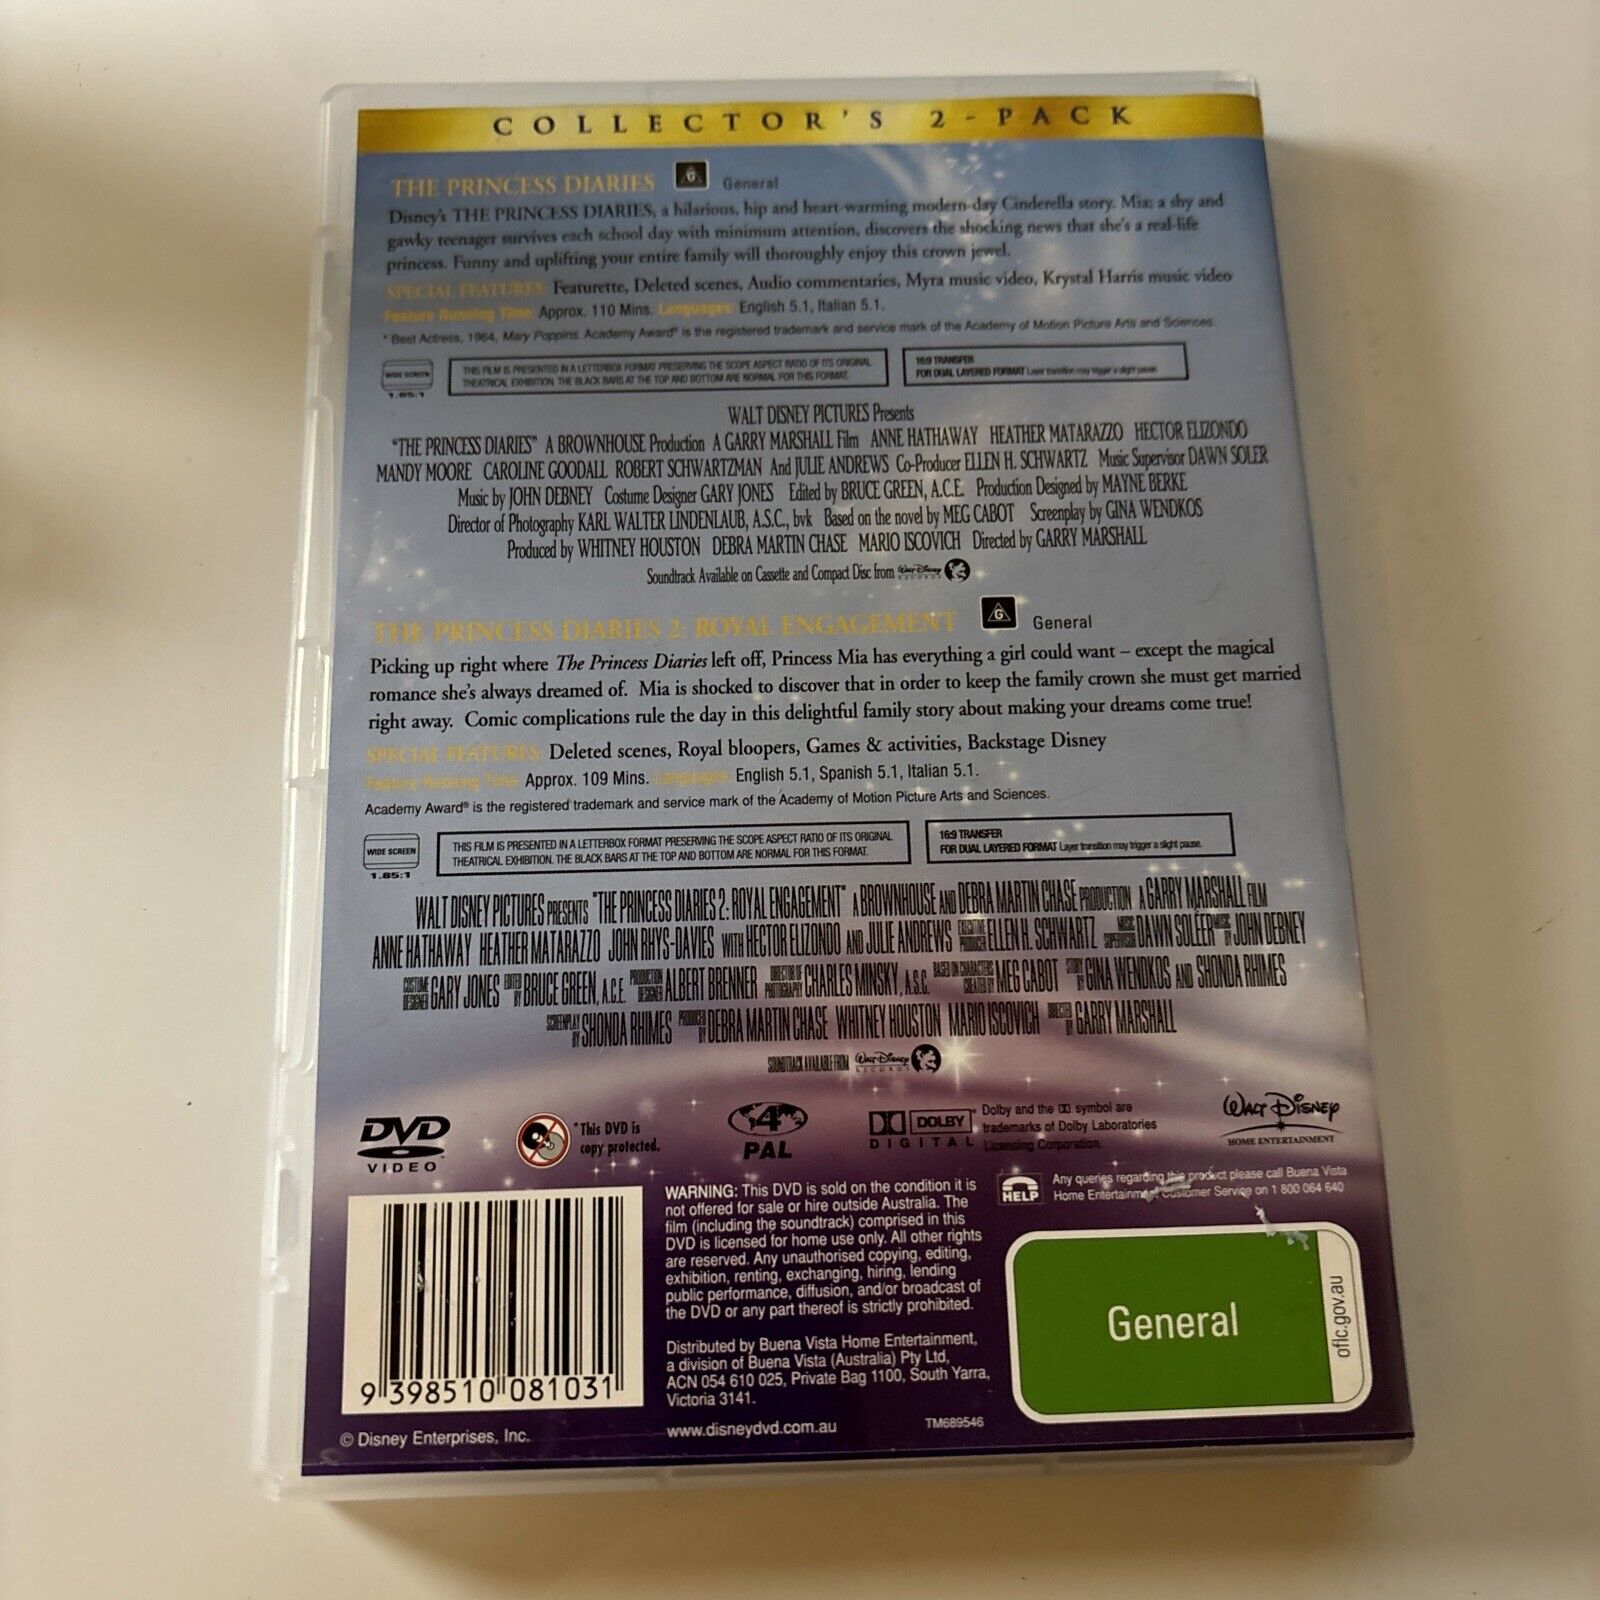 COLLECTOR'S 2-PACK
THE PRINCESS DIARIES G General
Disney's THE PRINCESS DIARIES, a hilarious, hip and heart-warming modern-day Cinderella story. Mia; a shy and
gawky teenager survives each school day with minimum attention, discovers the shocking news that she's a real-life
princess. Funny and uplifting your entire family will thoroughly enjoy this crown jewel.
SPECIAL FEATURES: Featurette, Deleted scenes, Audio commentaries, Myra music video, Krystal Harris music video
Feature Running Time: Approx. 110 Mins. Languages: English 5.1, Italian 5.1.
* Best Actress, 1964, Mary Poppins. Academy Award® is the registered trademark and service mark of the Academy of Motion Picture Arts and Sciences.
WIDE SCREEN
1.85:1
THIS FILM IS PRESENTED IN A LETTERBOX FORMAT PRESERVING THE SCOPE ASPECT RATIO OF ITS ORIGINAL
THEATRICAL EXHIBITION. THE BLACK BARS AT THE TOP AND BOTTOM ARE NORMAL FOR THIS FORMAT.
16:9 TRANSFER
FOR DUAL LAYERED FORMAT Layer transition may trigger a slight pause.
WALT DISNEY PICTURES Presents
"THE PRINCESS DIARIES" A BROWNHOUSE Production A GARRY MARSHALL Film ANNE HATHAWAY HEATHER MATARAZZO HECTOR ELIZONDO
MANDY MOORE CAROLINE GOODALL ROBERT SCHWARTZMAN And JULIE ANDREWS Co-Producer ELLEN H. SCHWARTZ Music Supervisor DAWN SOLER
Music by JOHN DEBNEY Costume Designer GARY JONES Edited by BRUCE GREEN, A.C.E. Production Designed by MAYNE BERKE
Director of Photography KARL WALTER LINDENLAUB, A.S.C., bvk Based on the novel by MEG CABOT Screenplay by GINA WENDKOS
Produced by WHITNEY HOUSTON DEBRA MARTIN CHASE MARIO ISCOVICH Directed by GARRY MARSHALL
Soundtrack Available on Cassette and Compact Disc from Walt Disney RECORDS
THE PRINCESS DIARIES 2: ROYAL ENGAGEMENT G General
Picking up right where The Princess Diaries left off, Princess Mia has everything a girl could want – except the magical
romance she's always dreamed of. Mia is shocked to discover that in order to keep the family crown she must get married
right away. Comic complications rule the day in this delightful family story about making your dreams come true!
SPECIAL FEATURES: Deleted scenes, Royal bloopers, Games & activities, Backstage Disney
Feature Running Time: Approx. 109 Mins. Languages: English 5.1, Spanish 5.1, Italian 5.1.
Academy Award® is the registered trademark and service mark of the Academy of Motion Picture Arts and Sciences.
WIDE SCREEN
1.85:1
THIS FILM IS PRESENTED IN A LETTERBOX FORMAT PRESERVING THE SCOPE ASPECT RATIO OF ITS ORIGINAL
THEATRICAL EXHIBITION. THE BLACK BARS AT THE TOP AND BOTTOM ARE NORMAL FOR THIS FORMAT.
16:9 TRANSFER
FOR DUAL LAYERED FORMAT Layer transition may trigger a slight pause.
WALT DISNEY PICTURES PRESENTS "THE PRINCESS DIARIES 2: ROYAL ENGAGEMENT" A BROWNHOUSE AND DEBRA MARTIN CHASE PRODUCTION A GARRY MARSHALL FILM
ANNE HATHAWAY HEATHER MATARAZZO JOHN RHYS-DAVIES WITH HECTOR ELIZONDO AND JULIE ANDREWS EXECUTIVE PRODUCER ELLEN H. SCHWARTZ MUSIC SUPERVISOR DAWN SOLÉER MUSIC BY JOHN DEBNEY
COSTUME DESIGNER GARY JONES EDITED BY BRUCE GREEN, A.C.E. PRODUCTION DESIGNER ALBERT BRENNER DIRECTOR OF PHOTOGRAPHY CHARLES MINSKY, A.S.C. BASED ON CHARACTERS CREATED BY MEG CABOT STORY BY GINA WENDKOS AND SHONDA RHIMES
SCREENPLAY BY SHONDA RHIMES PRODUCED BY DEBRA MARTIN CHASE WHITNEY HOUSTON MARIO ISCOVICH DIRECTED BY GARRY MARSHALL
SOUNDTRACK AVAILABLE FROM Walt Disney RECORDS
DVD
VIDEO
*This DVD is
copy protected.
4
PAL
DOLBY
DIGITAL
Dolby and the DD symbol are
trademarks of Dolby Laboratories
Licensing Corporation.
WALT DISNEY
HOME ENTERTAINMENT
HELP
Any queries regarding this product please call Buena Vista
Home Entertainment Customer Service on 1 800 064 640
WARNING: This DVD is sold on the condition it is
not offered for sale or hire outside Australia. The
film (including the soundtrack) comprised in this
DVD is licensed for home use only. All other rights
are reserved. Any unauthorised copying, editing,
exhibition, renting, exchanging, hiring, lending
public performance, diffusion, and/or broadcast of
the DVD or any part thereof is strictly prohibited.
Distributed by Buena Vista Home Entertainment,
a division of Buena Vista (Australia) Pty Ltd,
ACN 054 610 025, Private Bag 1100, South Yarra,
Victoria 3141.
www.disneydvd.com.au
TM689546
General
oflc.gov.au
9 398510 081031
© Disney Enterprises, Inc.